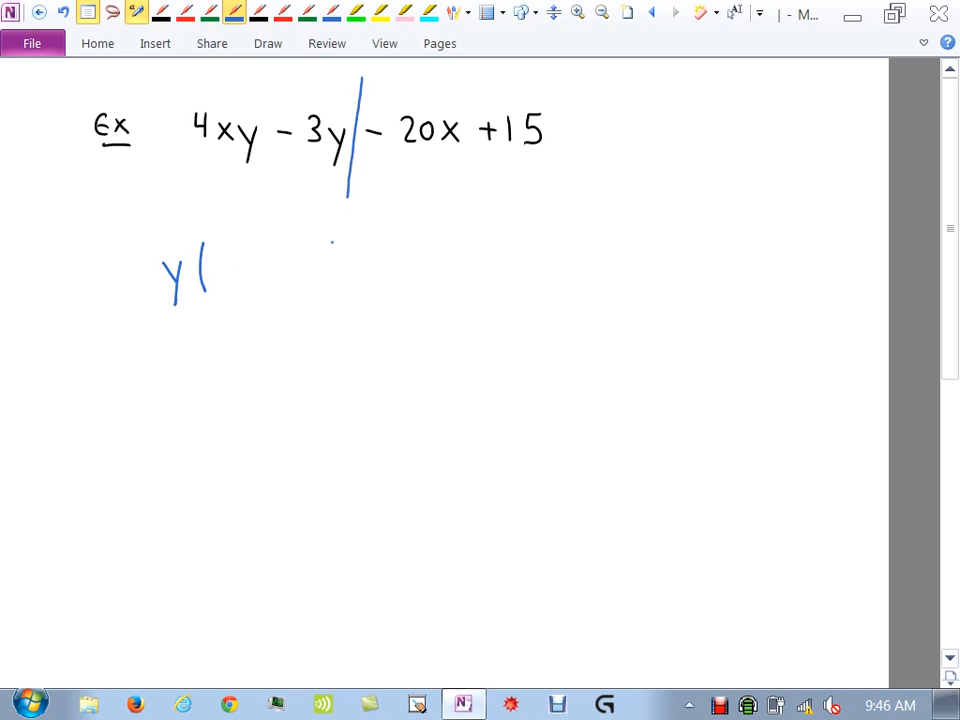 - M...
File Home Insert Share Draw Review View Pages
Ex 4xy - 3y - 20x + 15
y(
9:46 AM